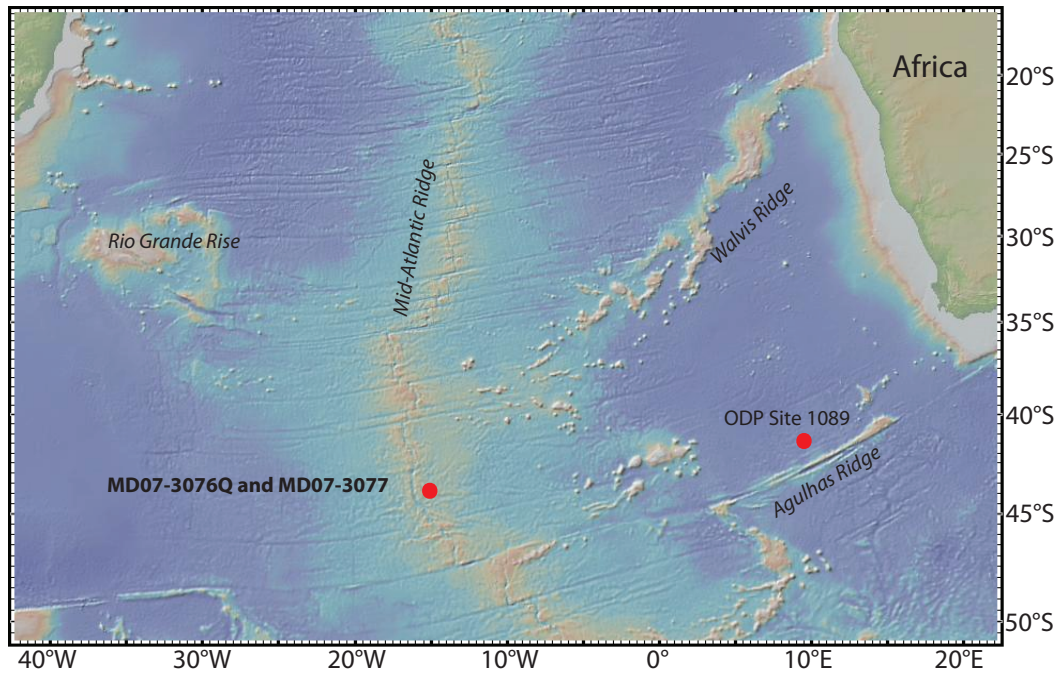 Africa
20°S
25°S
Mid-Atlantic Ridge
Walvis Ridge
Rio Grande Rise
30°S
35°S
ODP Site 1089
40°S
MD07-3076Q and MD07-3077
Agulhas Ridge
45°S
50°S
40°W
30°W
20°W
10°W
0°
10°E
20°E